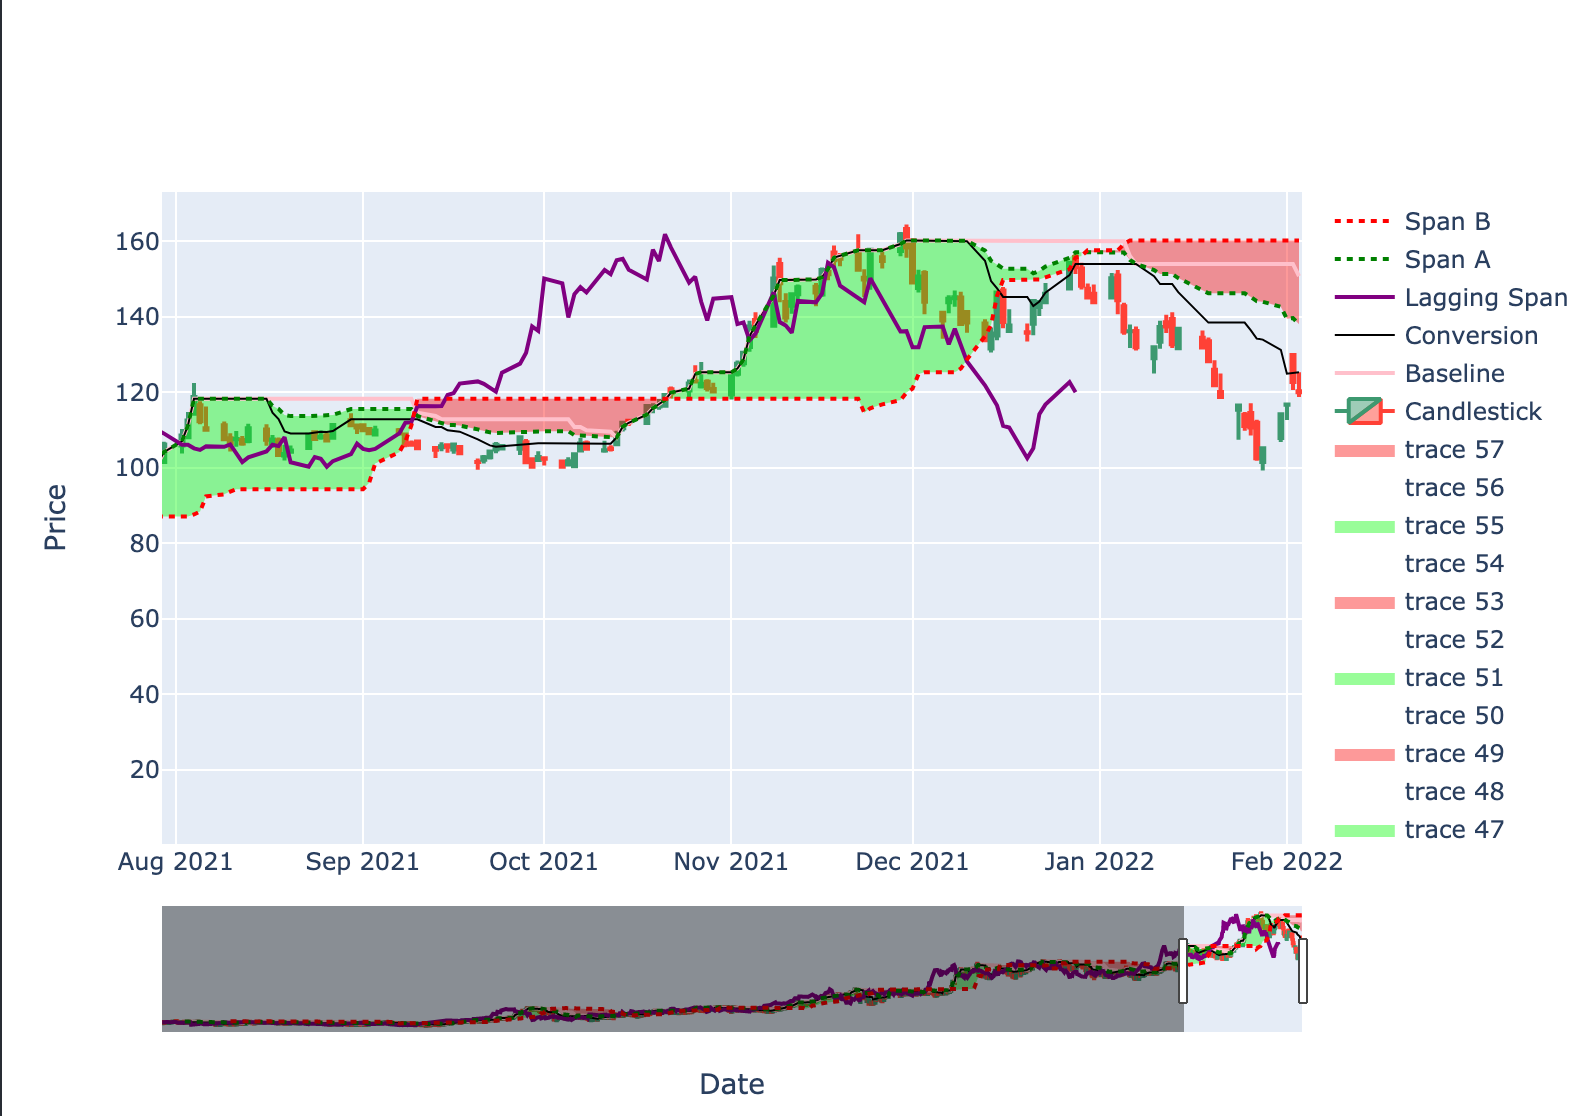 160
140
120
100
80
60
40
20
Price
Aug 2021
Sep 2021
Oct 2021
Nov 2021
Dec 2021
Jan 2022
Feb 2022
Date
Span B
Span A
Lagging Span
Conversion
Baseline
Candlestick
trace 57
trace 56
trace 55
trace 54
trace 53
trace 52
trace 51
trace 50
trace 49
trace 48
trace 47